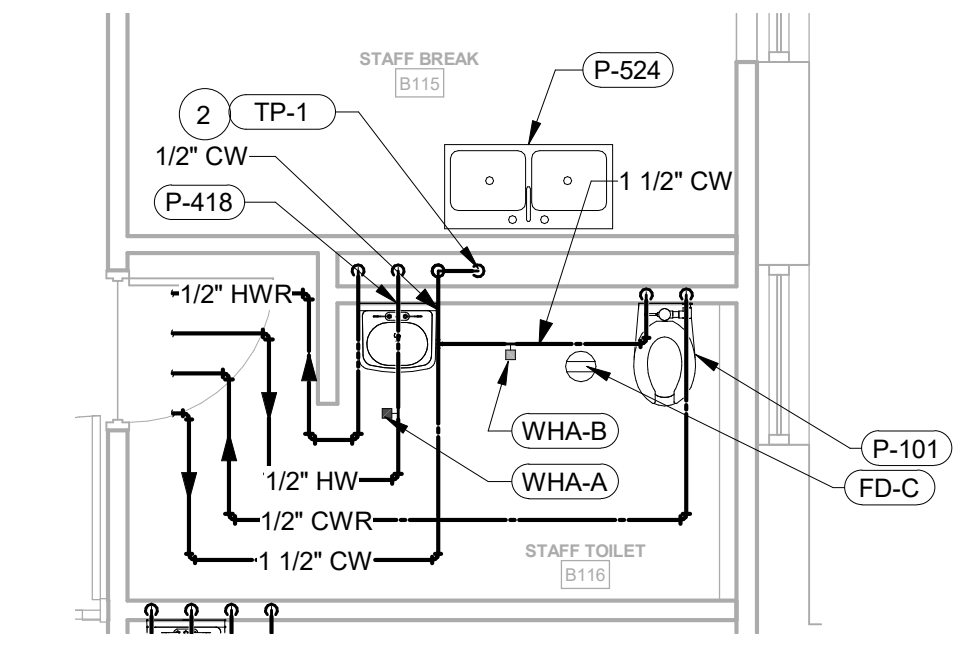 STAFF BREAK
B115
P-524
2
TP-1
1/2" CW
1 1/2" CW
P-418
1/2" HWR
WHA-B
P-101
WHA-A
1/2" HW
FD-C
1/2" CWR
STAFF TOILET
1 1/2" CW
B116